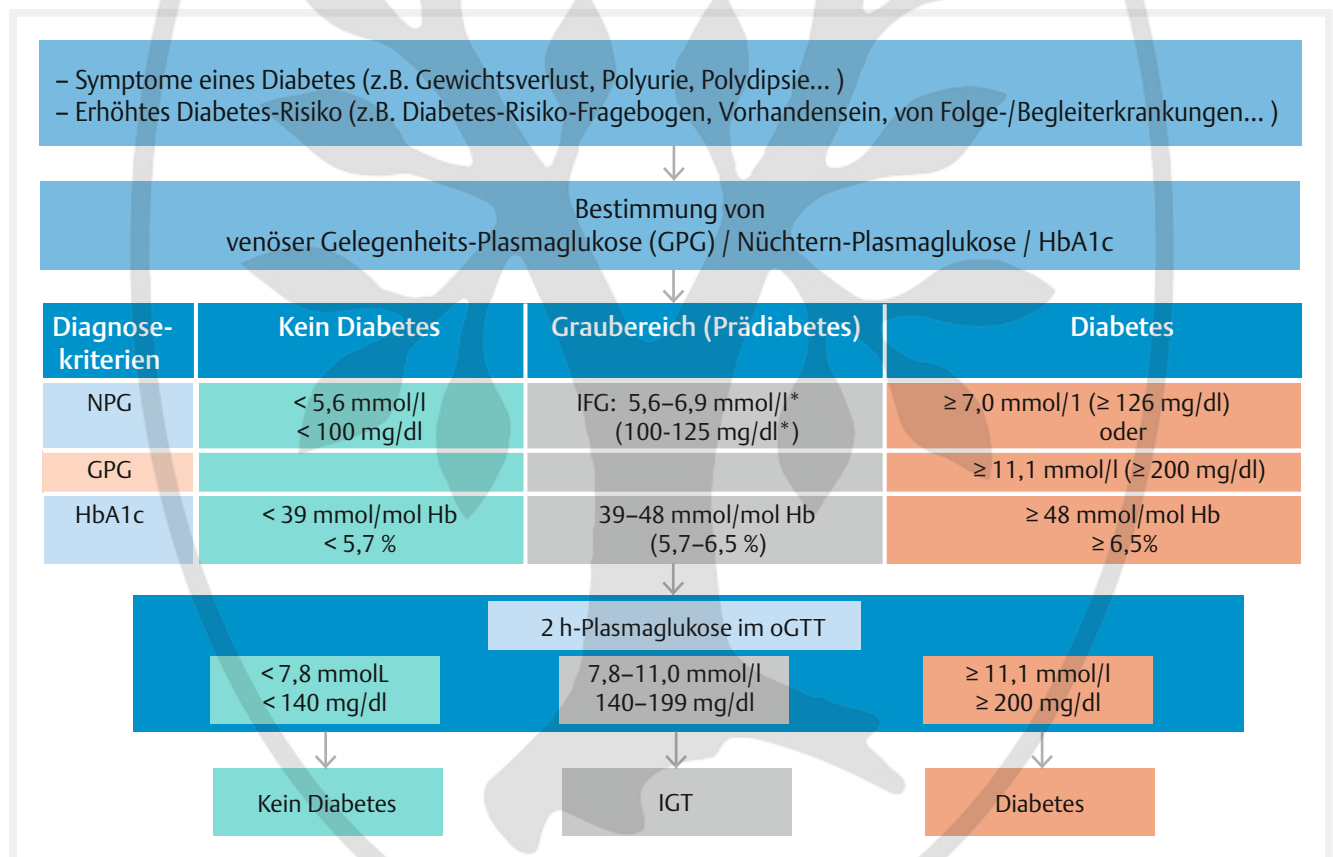 – Symptome eines Diabetes (z.B. Gewichtsverlust, Polyurie, Polydipsie... )
– Erhöhtes Diabetes-Risiko (z.B. Diabetes-Risiko-Fragebogen, Vorhandensein, von Folge-/Begleiterkrankungen... )
Bestimmung von
venöser Gelegenheits-Plasmaglukose (GPG) / Nüchtern-Plasmaglukose / HbA1c
Diagnose-
kriterien
Kein Diabetes
Graubereich (Prädiabetes)
Diabetes
NPG
< 5,6 mmol/l
< 100 mg/dl
IFG: 5,6–6,9 mmol/l*
(100-125 mg/dl*)
≥ 7,0 mmol/1 (≥ 126 mg/dl)
oder
GPG
≥ 11,1 mmol/l (≥ 200 mg/dl)
HbA1c
< 39 mmol/mol Hb
< 5,7 %
39–48 mmol/mol Hb
(5,7–6,5 %)
≥ 48 mmol/mol Hb
≥ 6,5%
2 h-Plasmaglukose im oGTT
< 7,8 mmolL
< 140 mg/dl
7,8–11,0 mmol/l
140–199 mg/dl
≥ 11,1 mmol/l
≥ 200 mg/dl
Kein Diabetes
IGT
Diabetes